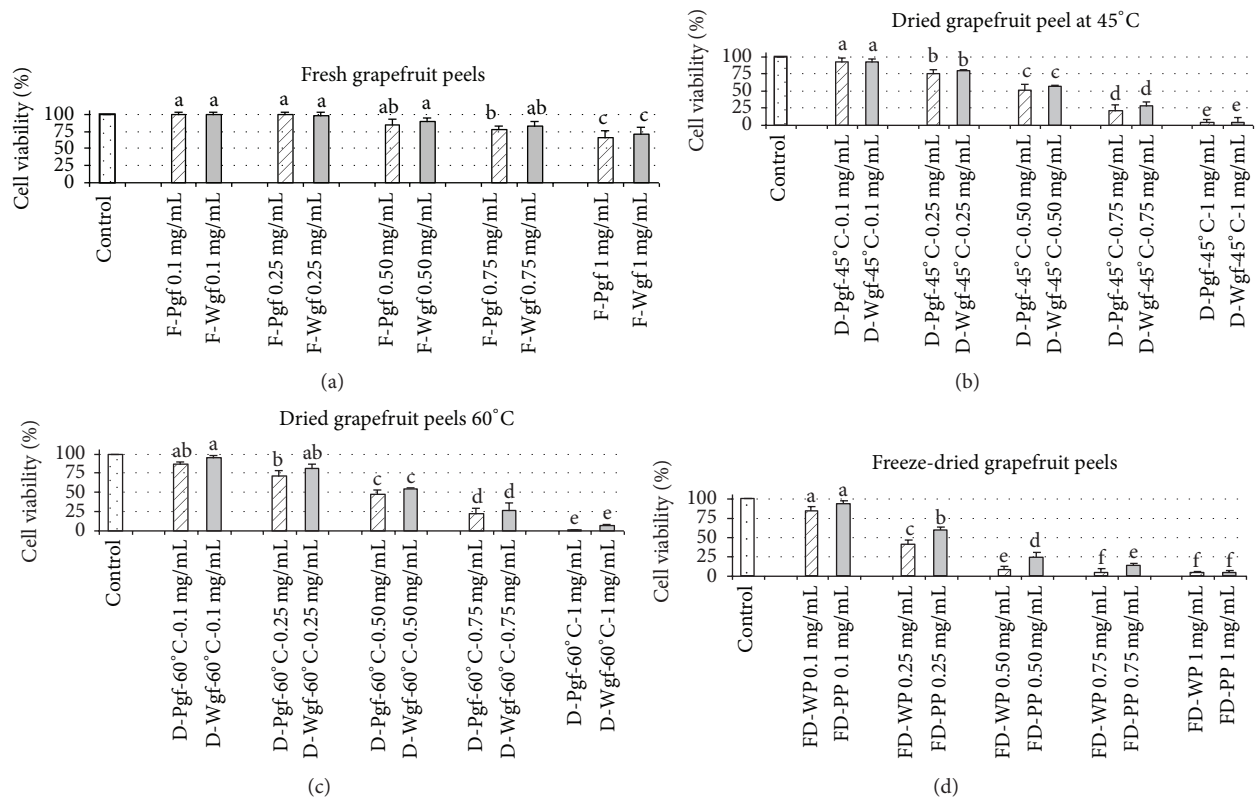 Fresh grapefruit peels
Cell viability (%)
100
75
50
25
0
a a a a ab a b ab c c
Control
F-Pgf 0.1 mg/mL
F-Wgf 0.1 mg/mL
F-Pgf 0.25 mg/mL
F-Wgf 0.25 mg/mL
F-Pgf 0.50 mg/mL
F-Wgf 0.50 mg/mL
F-Pgf 0.75 mg/mL
F-Wgf 0.75 mg/mL
F-Pgf 1 mg/mL
F-Wgf 1 mg/mL
(a)
Dried grapefruit peel at 45°C
Cell viability (%)
100
75
50
25
0
a a b b c c d d e e
Control
D-Pgf-45°C-0.1 mg/mL
D-Wgf-45°C-0.1 mg/mL
D-Pgf-45°C-0.25 mg/mL
D-Wgf-45°C-0.25 mg/mL
D-Pgf-45°C-0.50 mg/mL
D-Wgf-45°C-0.50 mg/mL
D-Pgf-45°C-0.75 mg/mL
D-Wgf-45°C-0.75 mg/mL
D-Pgf-45°C-1 mg/mL
D-Wgf-45°C-1 mg/mL
(b)
Dried grapefruit peels 60°C
Cell viability (%)
100
75
50
25
0
ab a b ab c c d d e e
Control
D-Pgf-60°C-0.1 mg/mL
D-Wgf-60°C-0.1 mg/mL
D-Pgf-60°C-0.25 mg/mL
D-Wgf-60°C-0.25 mg/mL
D-Pgf-60°C-0.50 mg/mL
D-Wgf-60°C-0.50 mg/mL
D-Pgf-60°C-0.75 mg/mL
D-Wgf-60°C-0.75 mg/mL
D-Pgf-60°C-1 mg/mL
D-Wgf-60°C-1 mg/mL
(c)
Freeze-dried grapefruit peels
Cell viability (%)
100
75
50
25
0
a a c b e d f e f f
Control
FD-WP 0.1 mg/mL
FD-PP 0.1 mg/mL
FD-WP 0.25 mg/mL
FD-PP 0.25 mg/mL
FD-WP 0.50 mg/mL
FD-PP 0.50 mg/mL
FD-WP 0.75 mg/mL
FD-PP 0.75 mg/mL
FD-WP 1 mg/mL
FD-PP 1 mg/mL
(d)